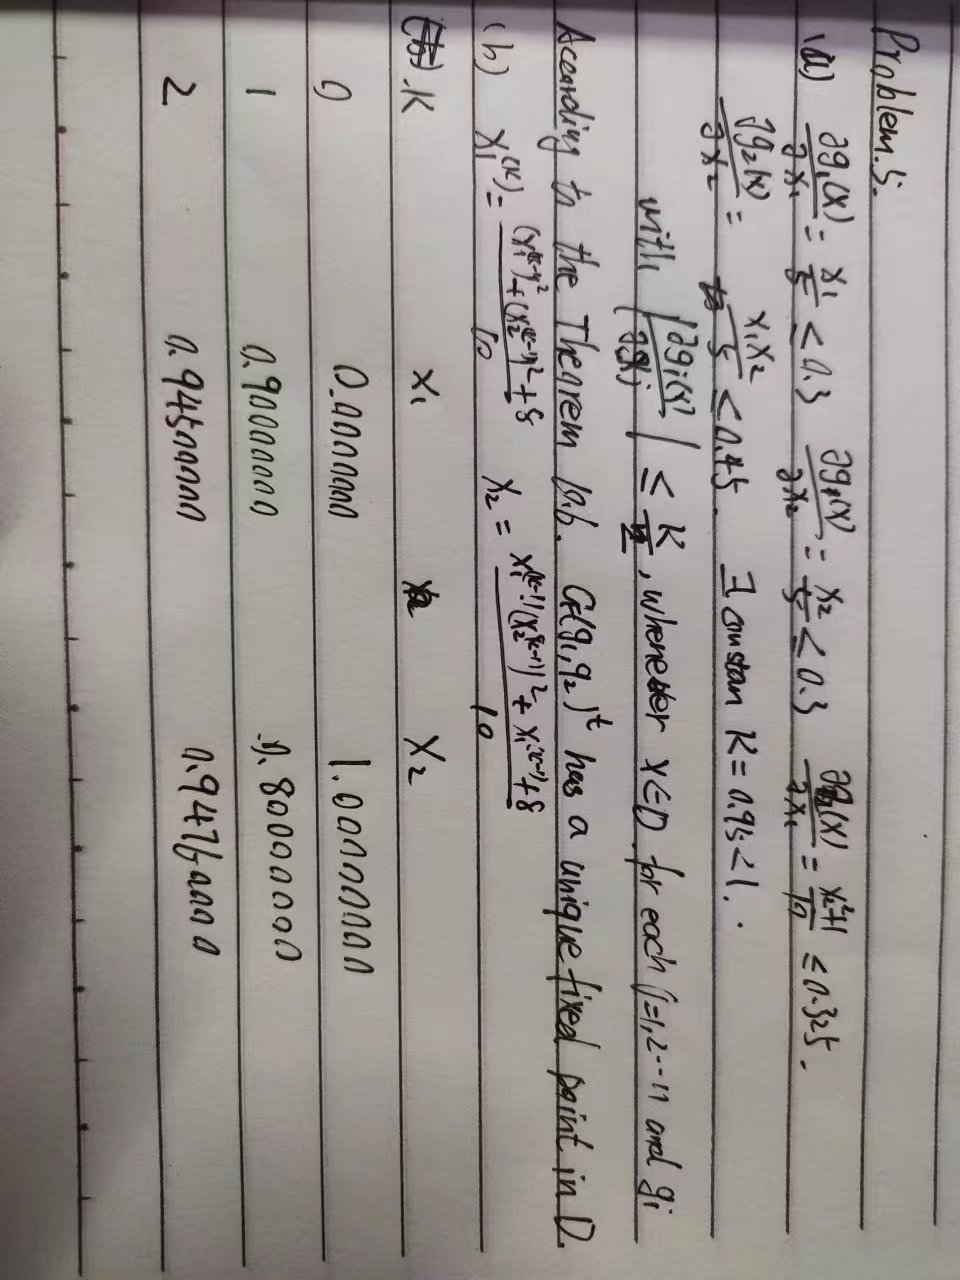 Problem.5.
(a) ∂g₁(x)/∂x₁ = x₁/5 < 0.3 ∂g₁(x)/∂x₂ = x₂/5 < 0.3 ∂g₂(x)/∂x₁ = x₂²+1/10 ≤ 0.325.
∂g₂(x)/∂x₂ = x₁x₂/5 < 0.45. ∃ constan K = 0.95 < 1.
with |∂gᵢ(x)/∂xⱼ| ≤ K/2, whenever x∈D for each j=1,2---n and gi
According to the Theorem 10.6. G=(g₁,g₂)ᵗ has a unique fixed point in D.
(b) x₁⁽ᵏ⁾ = (x₁ᵏ⁻¹)²+(x₂ᵏ⁻¹)²+8/10 x₂ = x₁⁽ᵏ⁻¹⁾(x₂⁽ᵏ⁻¹⁾)²+x₁⁽ᵏ⁻¹⁾+8/10
K x₁ x₂
0 0.0000000 1.00000000
1 0.90000000 0.80000000
2 0.94500000 0.94760000